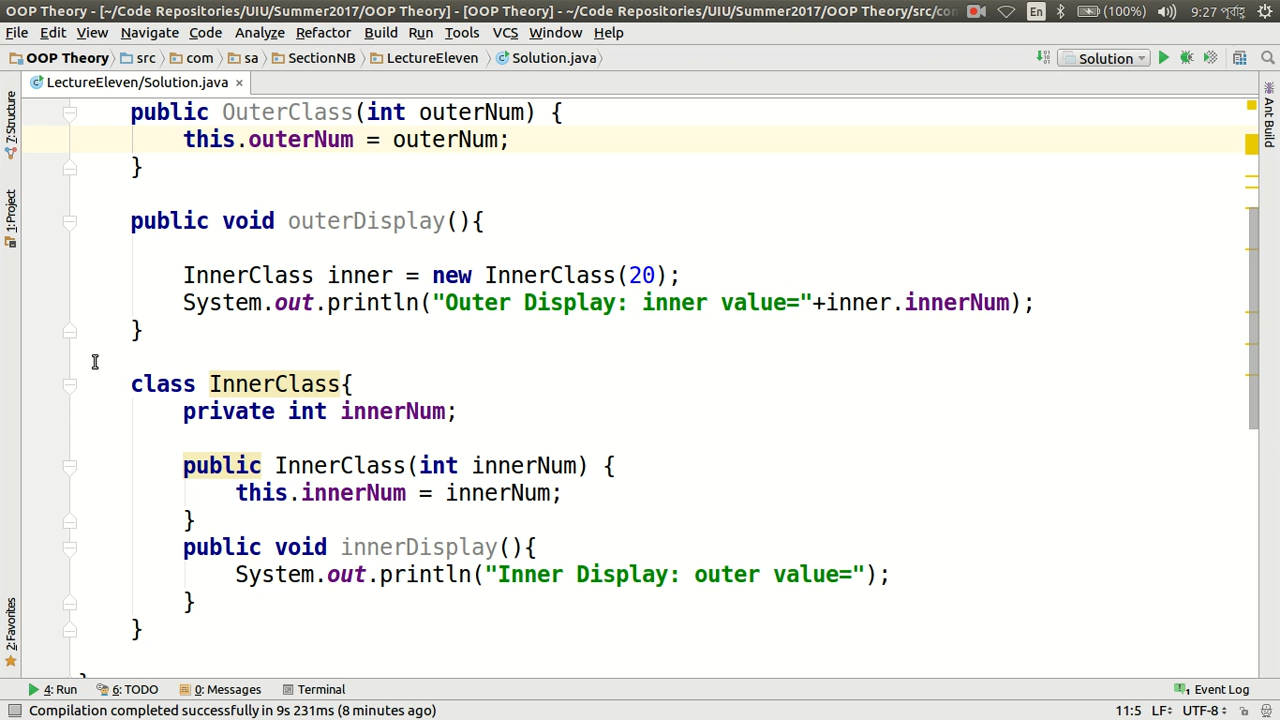 OOP Theory - [~/Code Repositories/UIU/Summer2017/OOP Theory] - [OOP Theory] - ~/Code Repositories/UIU/Summer2017/OOP Theory/src/con
En (100%) 9:27 পূর্বাহ্ণ
File Edit View Navigate Code Analyze Refactor Build Run Tools VCS Window Help
OOP Theory src com sa SectionNB LectureEleven Solution.java Solution
LectureEleven/Solution.java ×
7: Structure
1: Project
2: Favorites
Ant Build
public OuterClass(int outerNum) {
this.outerNum = outerNum;
}
public void outerDisplay(){
InnerClass inner = new InnerClass(20);
System.out.println("Outer Display: inner value="+inner.innerNum);
}
class InnerClass{
private int innerNum;
public InnerClass(int innerNum) {
this.innerNum = innerNum;
}
public void innerDisplay(){
System.out.println("Inner Display: outer value=");
}
}
4: Run 6: TODO 0: Messages Terminal 1 Event Log
Compilation completed successfully in 9s 231ms (8 minutes ago) 11:5 LF UTF-8